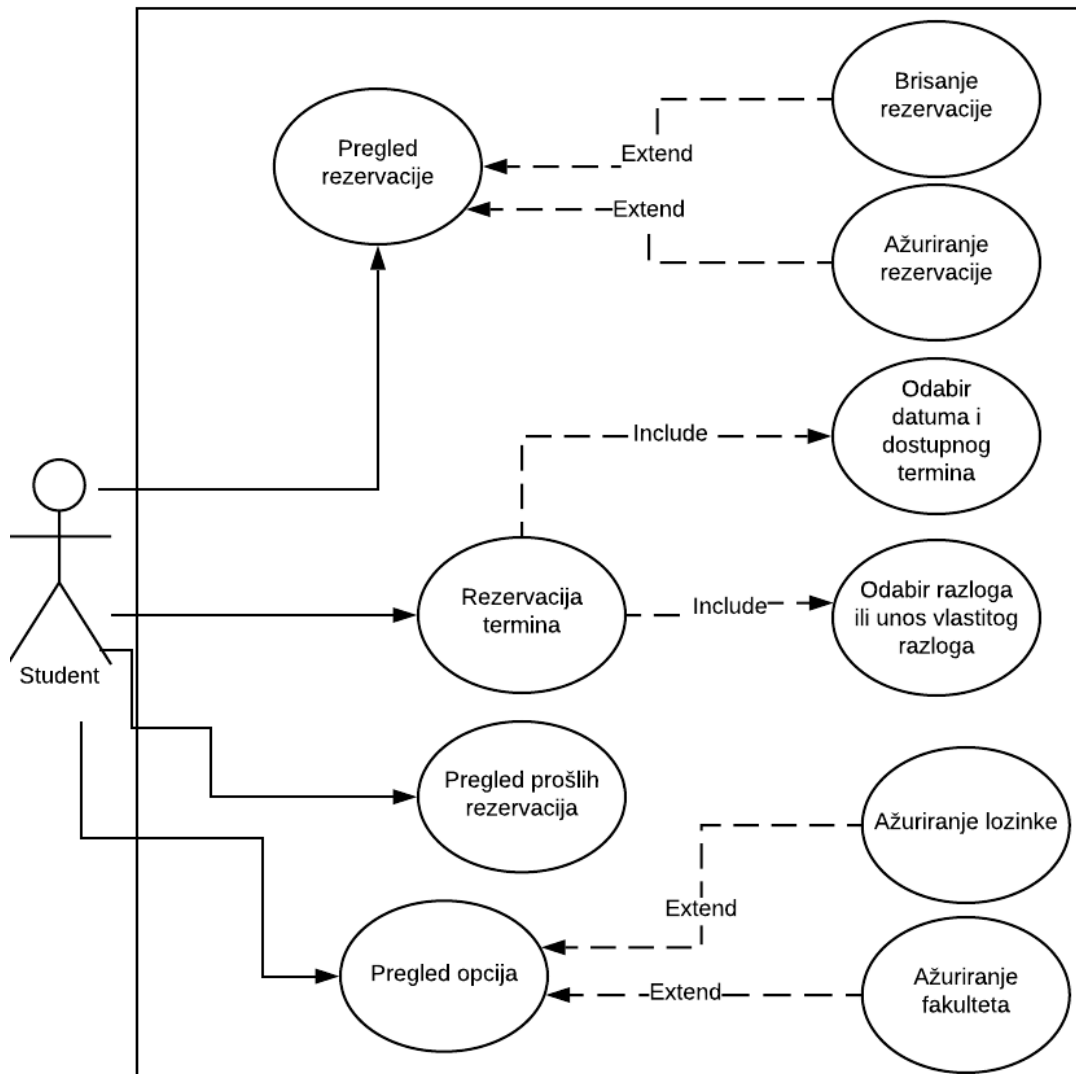 Brisanje
rezervacije
Pregled
rezervacije
Extend
Extend
Ažuriranje
rezervacije
Odabir
datuma i
dostupnog
termina
Include
Rezervacija
termina
Include
Odabir razloga
ili unos vlastitog
razloga
Student
Pregled prošlih
rezervacija
Ažuriranje lozinke
Extend
Pregled opcija
Extend
Ažuriranje
fakulteta